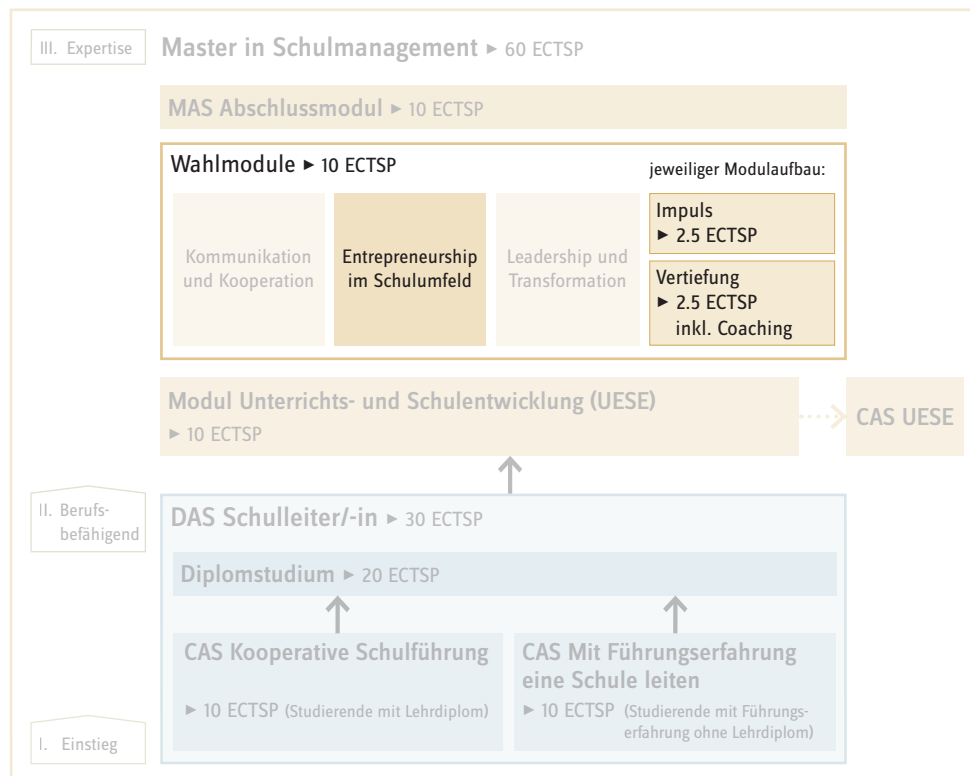 III. Expertise
Master in Schulmanagement ► 60 ECTSP
MAS Abschlussmodul ► 10 ECTSP
Wahlmodule ► 10 ECTSP
jeweiliger Modulaufbau:
Kommunikation
und Kooperation
Entrepreneurship
im Schulumfeld
Leadership und
Transformation
Impuls
► 2.5 ECTSP
Vertiefung
► 2.5 ECTSP
inkl. Coaching
Modul Unterrichts- und Schulentwicklung (UESE)
► 10 ECTSP
CAS UESE
II. Berufs-
befähigend
DAS Schulleiter/-in ► 30 ECTSP
Diplomstudium ► 20 ECTSP
CAS Kooperative Schulführung
► 10 ECTSP (Studierende mit Lehrdiplom)
CAS Mit Führungserfahrung
eine Schule leiten
► 10 ECTSP (Studierende mit Führungs-
erfahrung ohne Lehrdiplom)
I. Einstieg